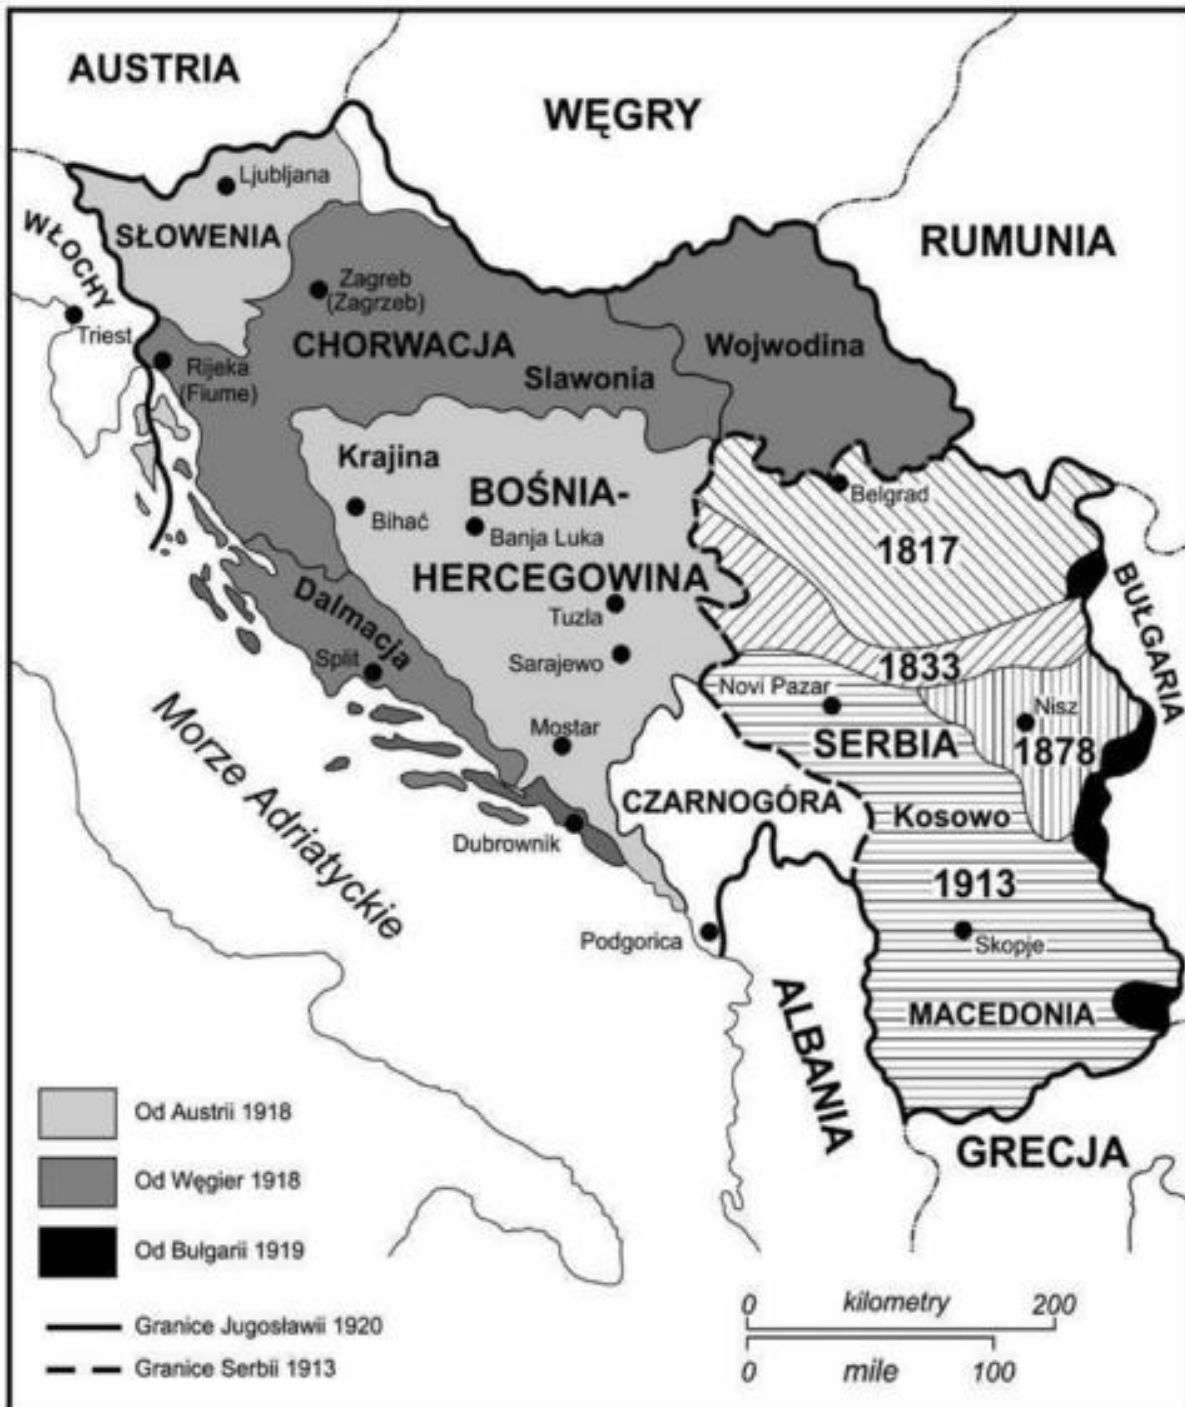 AUSTRIA
WĘGRY
RUMUNIA
Ljubljana
SŁOWENIA
WŁOCHY
Triest
Zagreb
(Zagrzeb)
CHORWACJA
Rijeka
(Fiume)
Slawonia
Wojwodina
Krajina
Bihać
BOŚNIA-
Banja Luka
HERCEGOWINA
Tuzla
Sarajewo
Mostar
Dalmacja
Split
Dubrownik
Morze Adriatyckie
Belgrad
1817
1833
BUŁGARIA
Novi Pazar
Nisz
SERBIA
1878
CZARNOGÓRA
Kosowo
1913
Podgorica
Skopje
MACEDONIA
ALBANIA
GRECJA
Od Austrii 1918
Od Węgier 1918
Od Bułgarii 1919
Granice Jugosławii 1920
Granice Serbii 1913
0 kilometry 200
0 mile 100